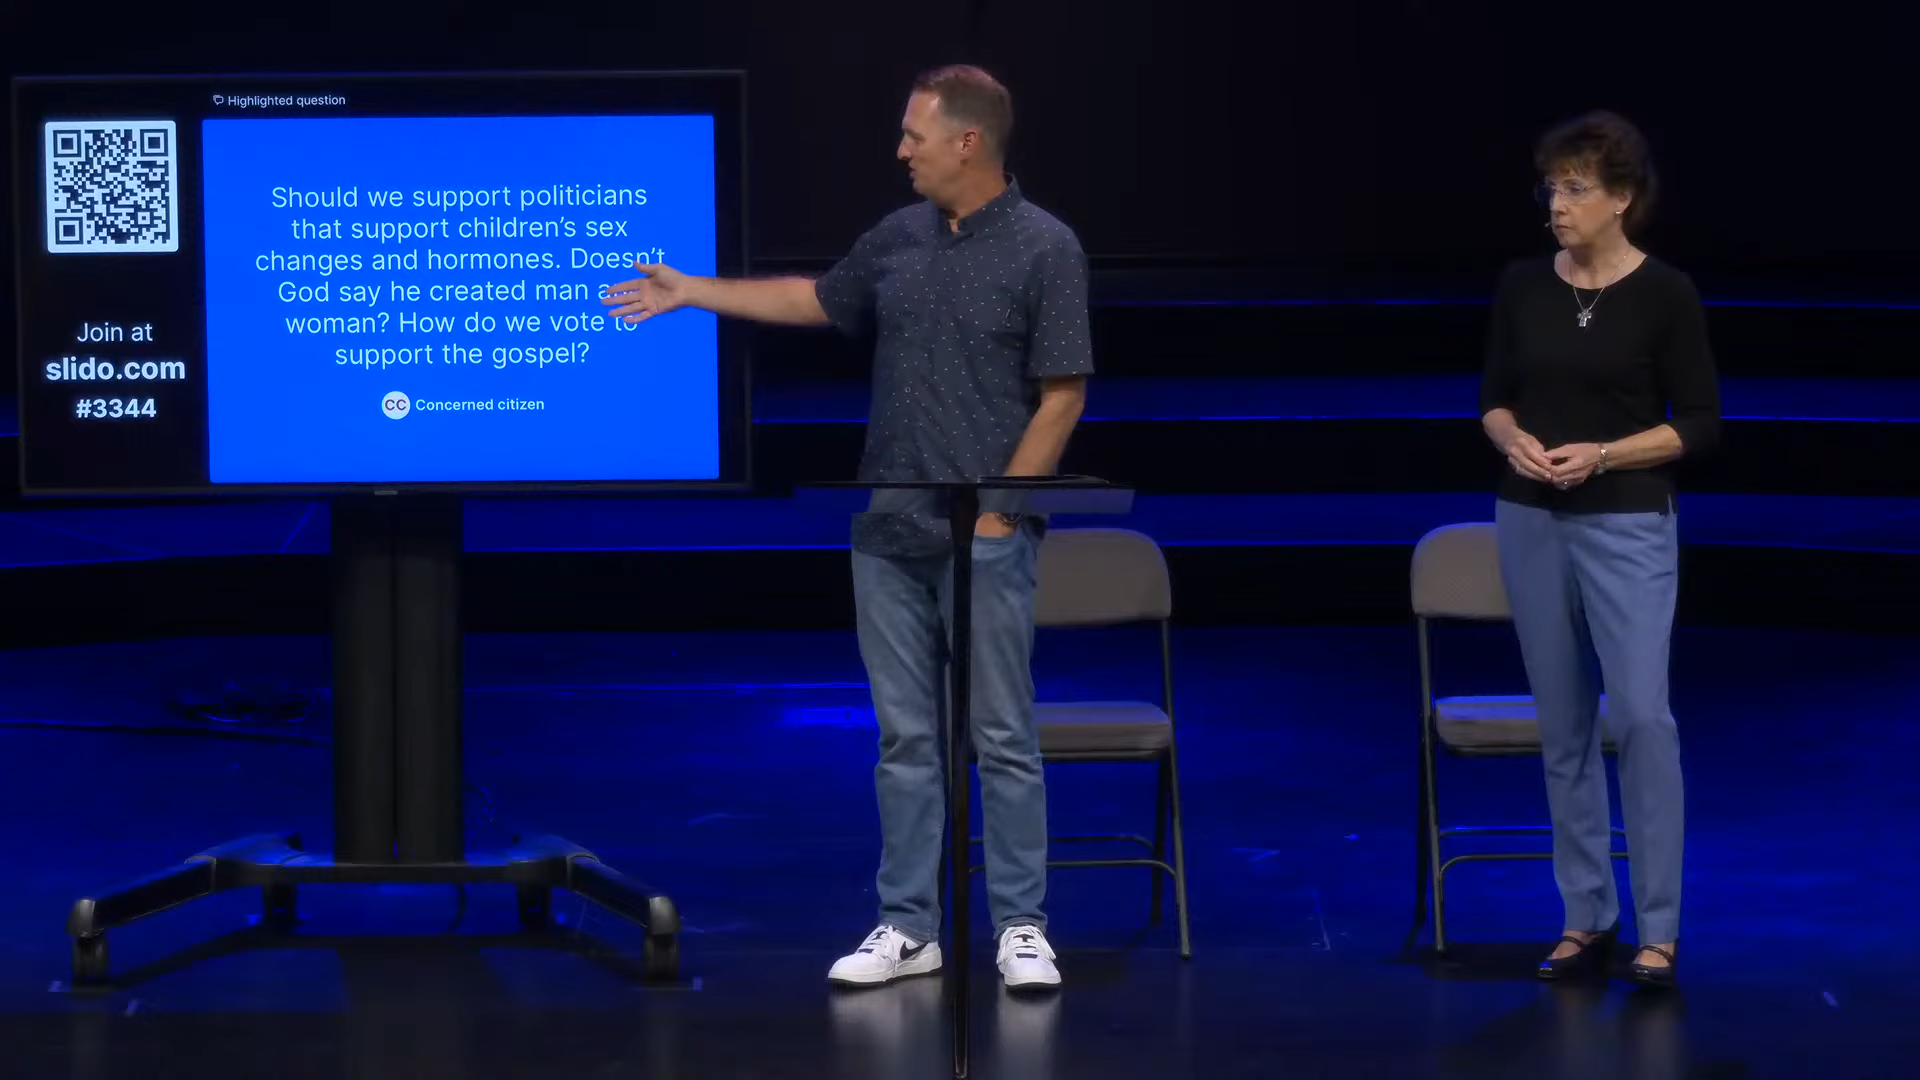 Highlighted question
Should we support politicians
that support children's sex
changes and hormones. Doesn't
God say he created man
woman? How do we vote to
support the gospel?
CC Concerned citizen
Join at
slido.com
#3344